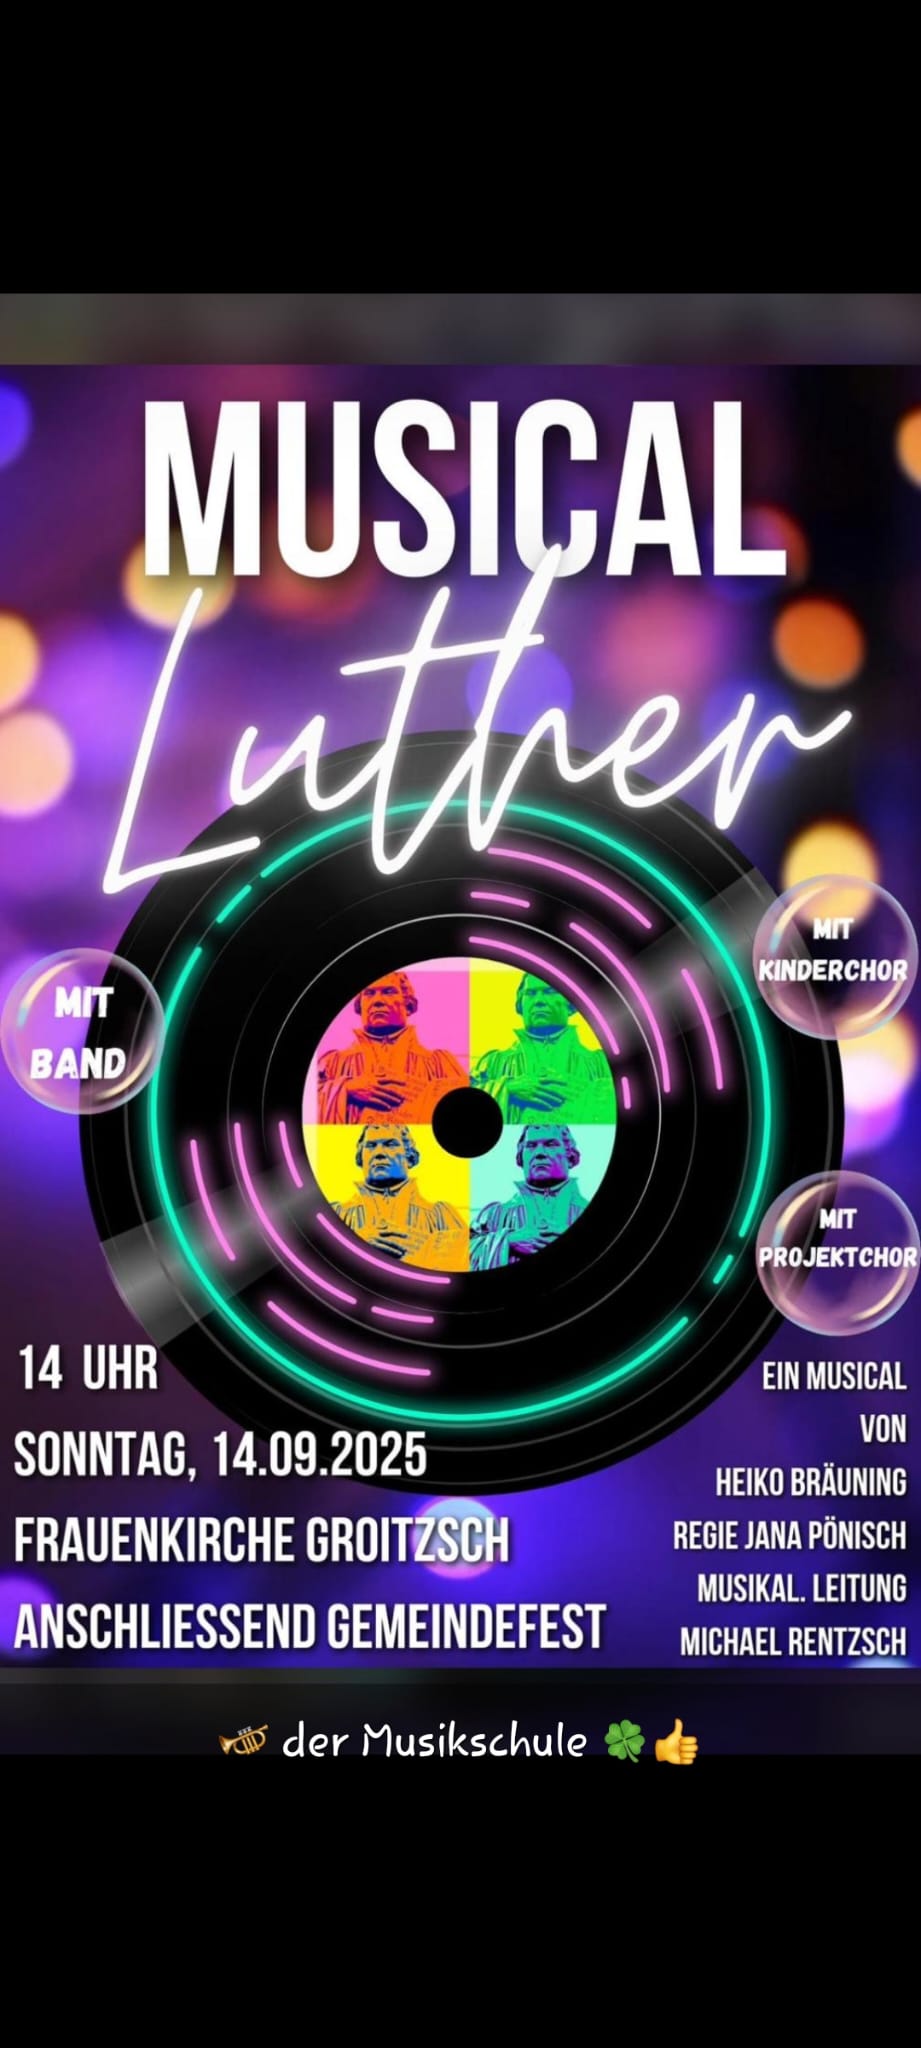 MUSICAL
Luther
MIT
KINDERCHOR
MIT
BAND
MIT
PROJEKTCHOR
14 UHR
SONNTAG, 14.09.2025
FRAUENKIRCHE GROITZSCH
ANSCHLIESSEND GEMEINDEFEST
EIN MUSICAL
VON
HEIKO BRÄUNING
REGIE JANA PÖNISCH
MUSIKAL. LEITUNG
MICHAEL RENTZSCH
🎺 der Musikschule 🍀👍